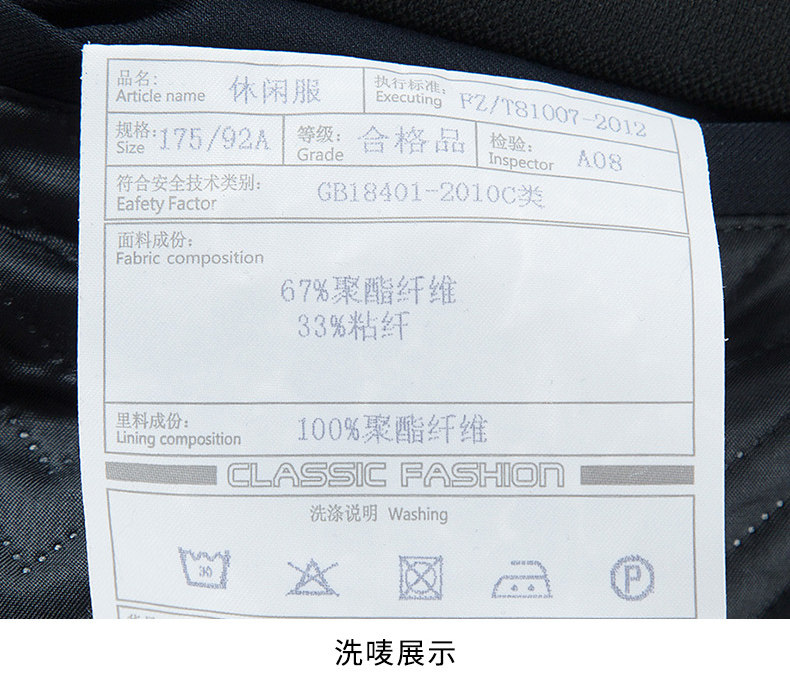 品名：
Article name
休闲服
执行标准：
Executing
FZ/T81007-2012
规格：
Size
175/92A
等级：
Grade
合格品
检验：
Inspector
A08
符合安全技术类别：
Eafety Factor
GB18401-2010C类
面料成份：
Fabric composition
67%聚酯纤维
33%粘纤
里料成份：
Lining composition
100%聚酯纤维
CLASSIC FASHION
洗涤说明 Washing
30
P
洗唛展示